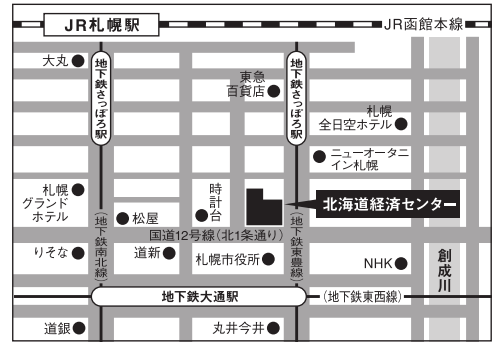 JR札幌駅
JR函館本線
大丸
地下鉄さっぽろ駅
東急
百貨店
地下鉄さっぽろ駅
札幌
全日空ホテル
ニューオータニ
イン札幌
札幌
グランド
ホテル
松屋
時計台
北海道経済センター
(地下鉄南北線)
(地下鉄東豊線)
国道12号線(北1条通り)
りそな
道新
札幌市役所
NHK
創成川
地下鉄大通駅
(地下鉄東西線)
道銀
丸井今井